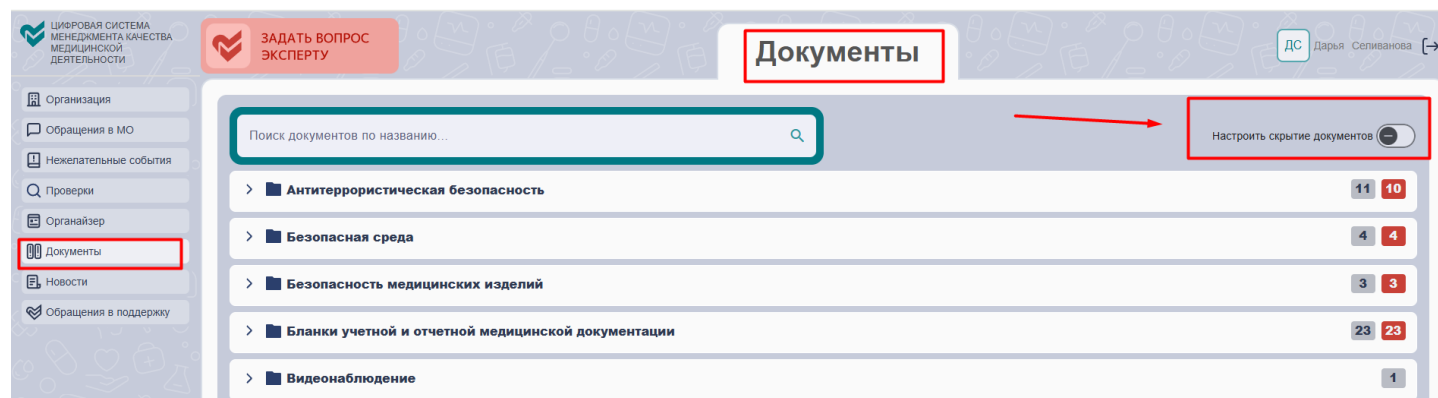 ЦИФРОВАЯ СИСТЕМА
МЕНЕДЖМЕНТА КАЧЕСТВА
МЕДИЦИНСКОЙ
ДЕЯТЕЛЬНОСТИ
ЗАДАТЬ ВОПРОС
ЭКСПЕРТУ
Документы
ДС Дарья Селиванова
Организация
Обращения в МО
Нежелательные события
Проверки
Органайзер
Документы
Новости
Обращения в поддержку
Поиск документов по названию...
Настроить скрытие документов
Антитеррористическая безопасность 11 10
Безопасная среда 4 4
Безопасность медицинских изделий 3 3
Бланки учетной и отчетной медицинской документации 23 23
Видеонаблюдение 1